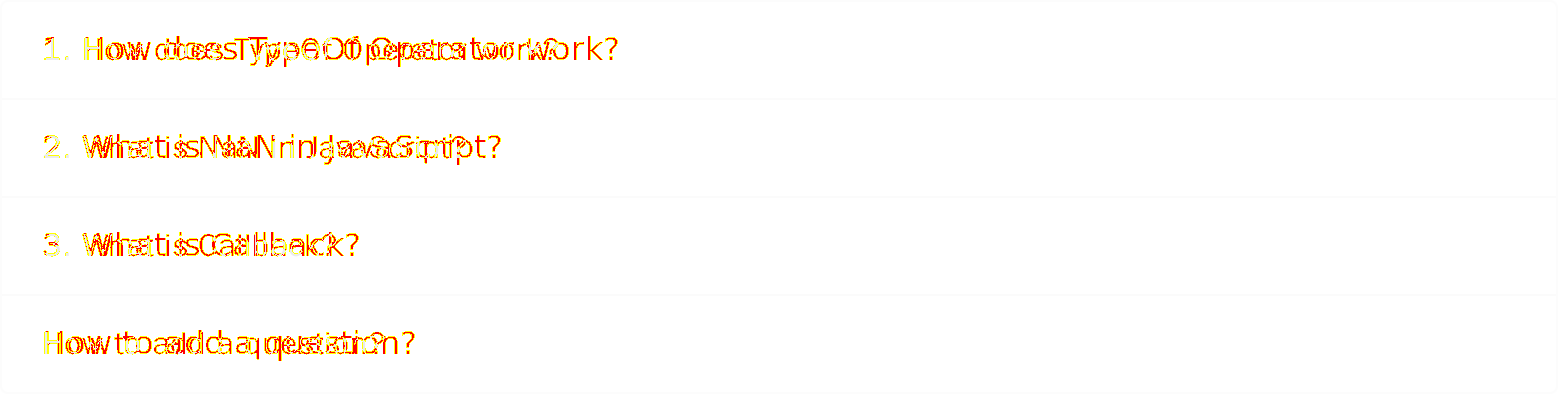 1. How does TypeOf Operator work?
2. What is NaN in JavaScript?
3. What is Callback?
How to add a question?